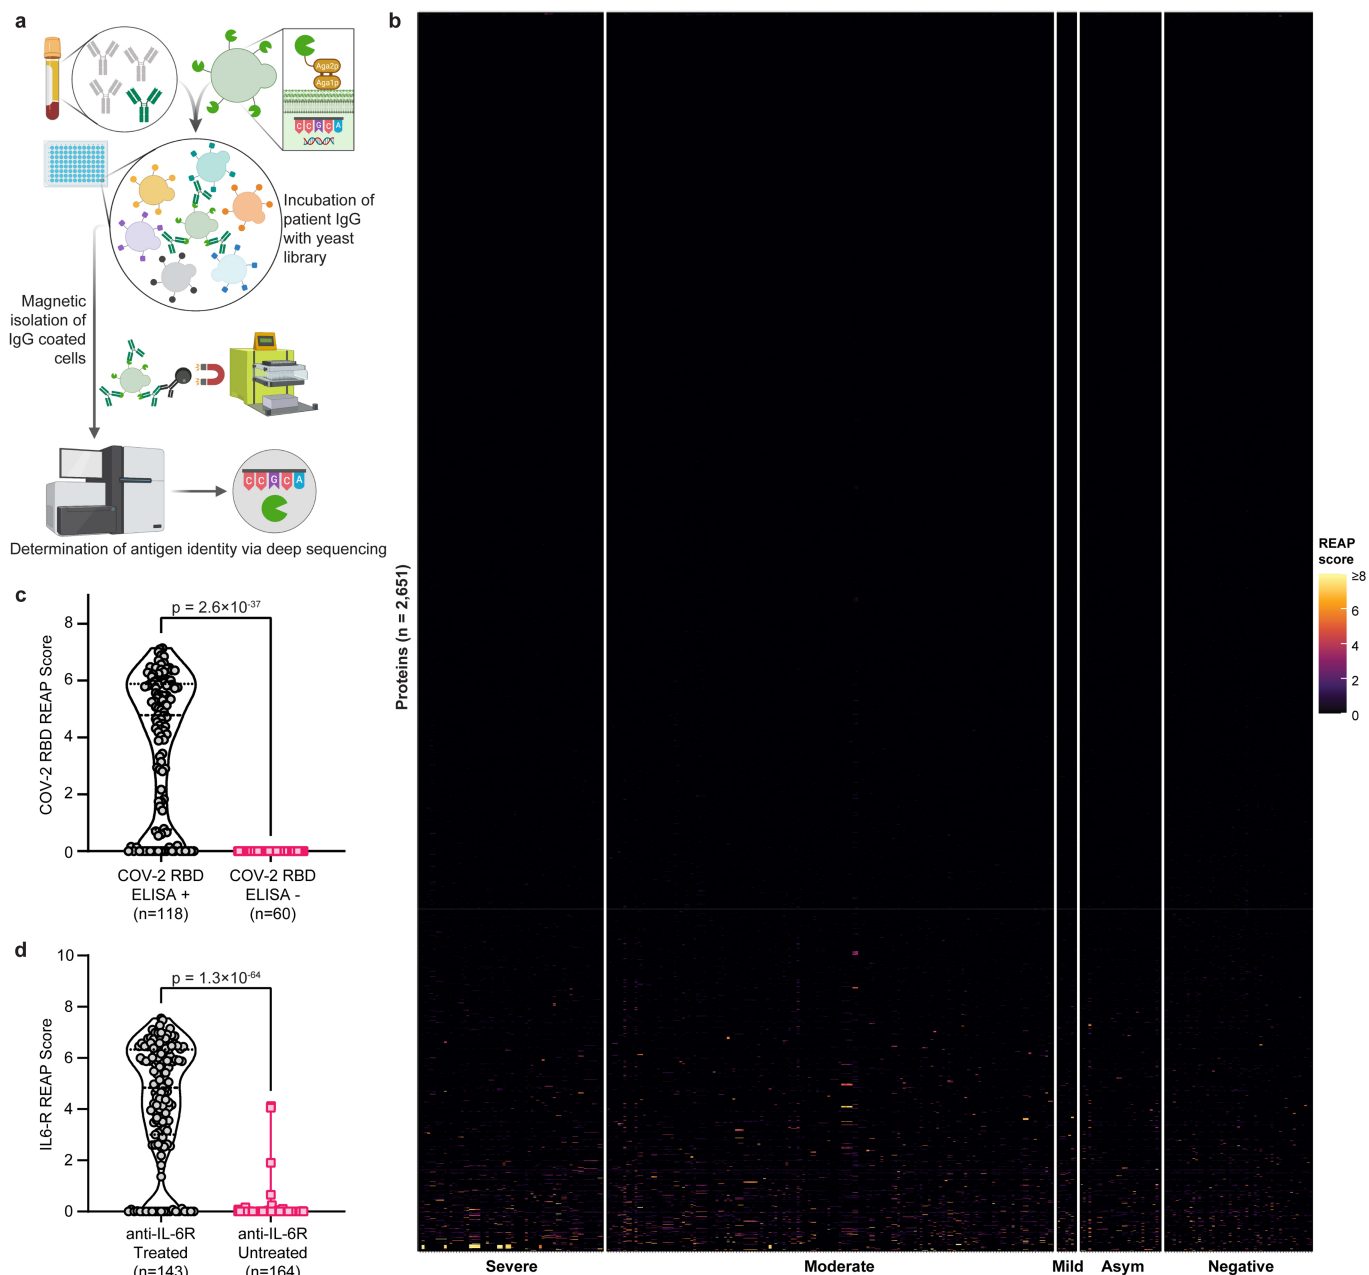 a
Aga2p
Aga1p
C C G C A
Incubation of
patient IgG
with yeast
library
Magnetic
isolation of
IgG coated
cells
C C G C A
Determination of antigen identity via deep sequencing
b
Proteins (n = 2,651)
Severe
Moderate
Mild
Asym
Negative
REAP
score
≥8
6
4
2
0
c
p = 2.6×10-37
COV-2 RBD REAP Score
8
6
4
2
0
COV-2 RBD
ELISA +
(n=118)
COV-2 RBD
ELISA -
(n=60)
d
p = 1.3×10-64
IL6-R REAP Score
10
8
6
4
2
0
anti-IL-6R
Treated
(n=143)
anti-IL-6R
Untreated
(n=164)